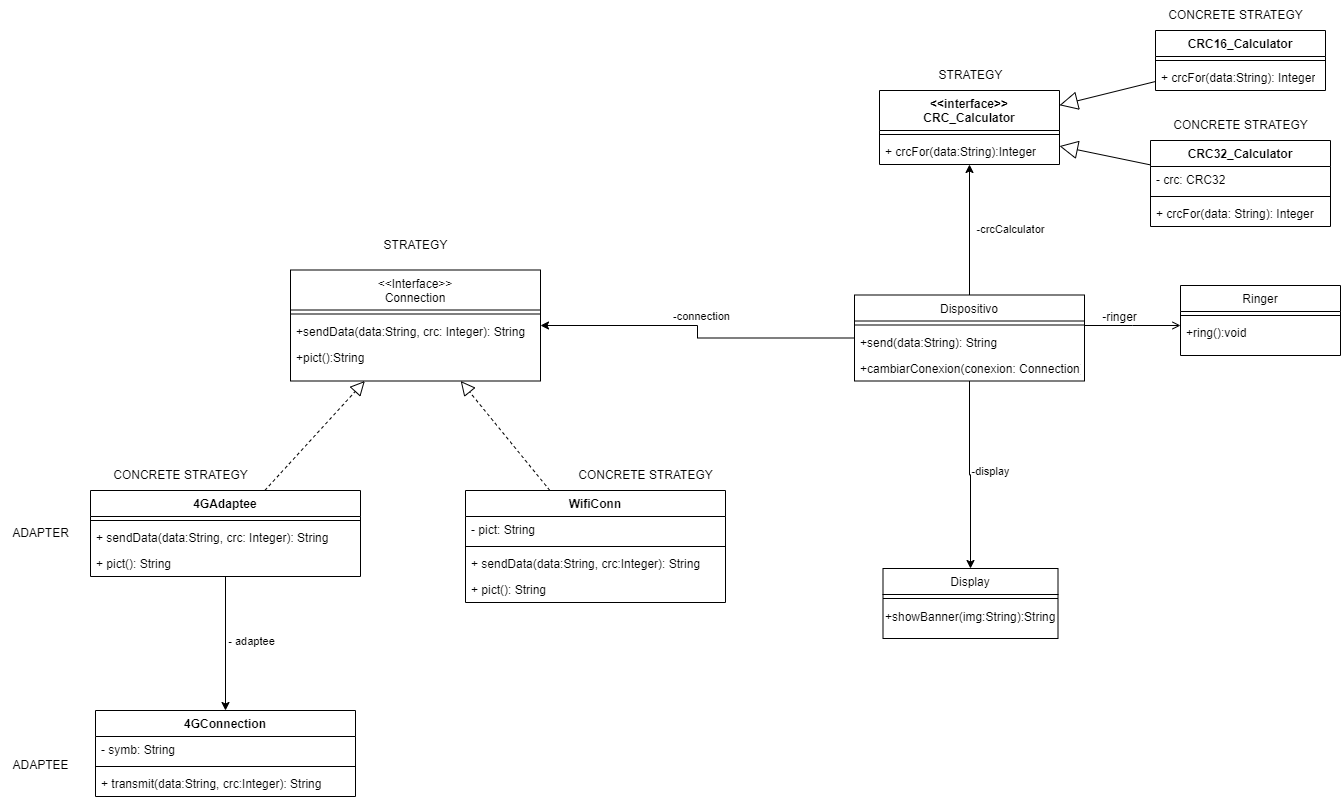 CONCRETE STRATEGY
CRC16_Calculator
+ crcFor(data:String): Integer
STRATEGY
<<interface>>
CRC_Calculator
+ crcFor(data:String):Integer
CONCRETE STRATEGY
CRC32_Calculator
- crc: CRC32
+ crcFor(data: String): Integer
-crcCalculator
STRATEGY
<<Interface>>
Connection
+sendData(data:String, crc: Integer): String
+pict():String
-connection
Dispositivo
+send(data:String): String
+cambiarConexion(conexion: Connection
-ringer
Ringer
+ring():void
-display
Display
+showBanner(img:String):String
CONCRETE STRATEGY
ADAPTER
4GAdaptee
+ sendData(data:String, crc: Integer): String
+ pict(): String
CONCRETE STRATEGY
WifiConn
- pict: String
+ sendData(data:String, crc:Integer): String
+ pict(): String
- adaptee
ADAPTEE
4GConnection
- symb: String
+ transmit(data:String, crc:Integer): String